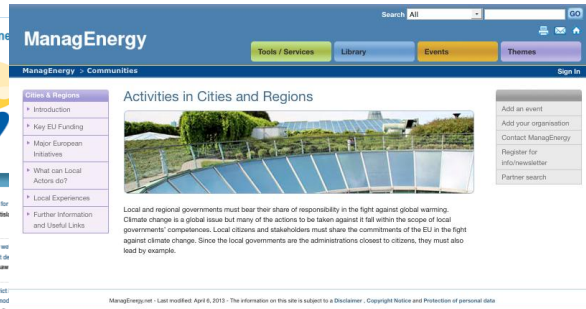 Search All GO
ManagEnergy
Tools / Services Library Events Themes
ManagEnergy > Communities Sign In
Cities & Regions
Introduction
Key EU Funding
Major European
Initiatives
What can Local
Actors do?
Local Experiences
Further Information
and Useful Links
Activities in Cities and Regions
Local and regional governments must bear their share of responsibility in the fight against global warming.
Climate change is a global issue but many of the actions to be taken against it fall within the scope of local
governments' competences. Local citizens and stakeholders must share the commitments of the EU in the fight
against climate change. Since the local governments are the administrations closest to citizens, they must also
lead by example.
Add an event
Add your organisation
Contact ManagEnergy
Register for
info/newsletter
Partner search
ManagEnergy.net - Last modified: April 6, 2013 - The information on this site is subject to a Disclaimer , Copyright Notice and Protection of personal data